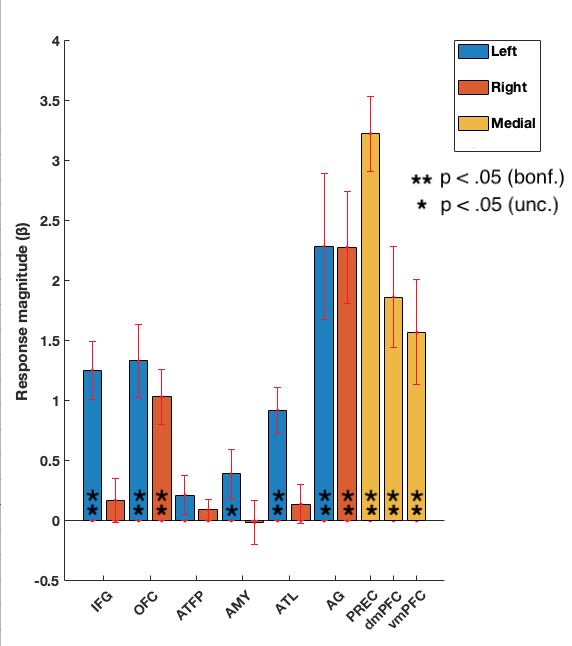 4
3.5
3
2.5
2
1.5
1
0.5
0
-0.5
Response magnitude (β)
Left
Right
Medial
** p < .05 (bonf.)
* p < .05 (unc.)
** ** ** * ** ** ** ** ** **
IFG OFC ATFP AMY ATL AG PREC dmPFC vmPFC